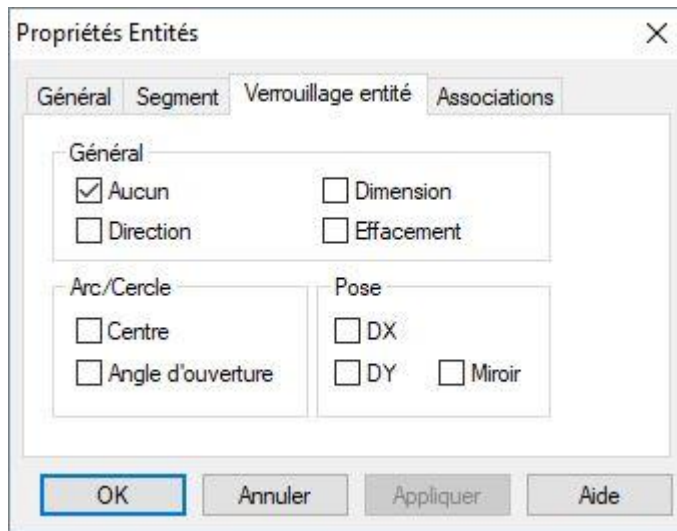 Propriétés Entités
Général Segment Verrouillage entité Associations
Général
Aucun Dimension
Direction Effacement
Arc/Cercle Pose
Centre DX
Angle d'ouverture DY Miroir
OK Annuler Appliquer Aide